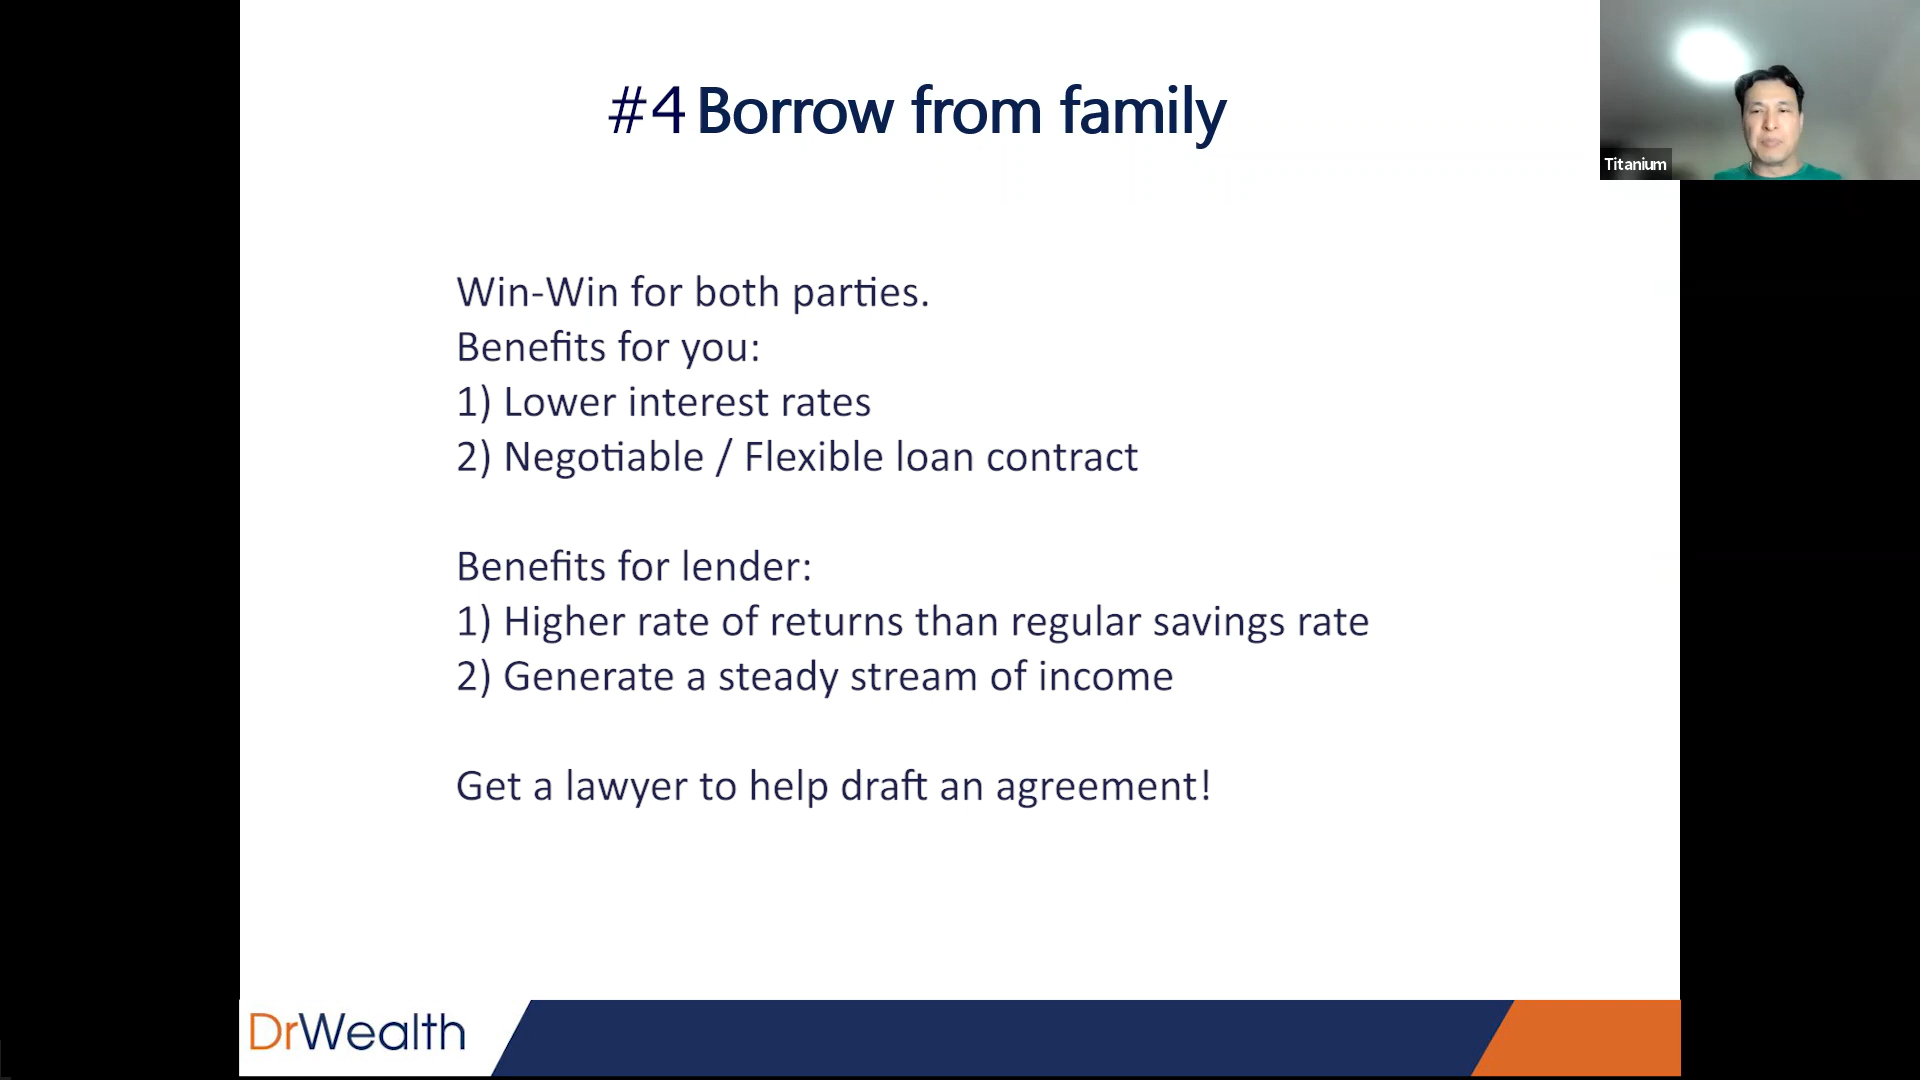 #4 Borrow from family
Titanium
Win-Win for both parties.
Benefits for you:
1) Lower interest rates
2) Negotiable / Flexible loan contract
Benefits for lender:
1) Higher rate of returns than regular savings rate
2) Generate a steady stream of income
Get a lawyer to help draft an agreement!
DrWealth